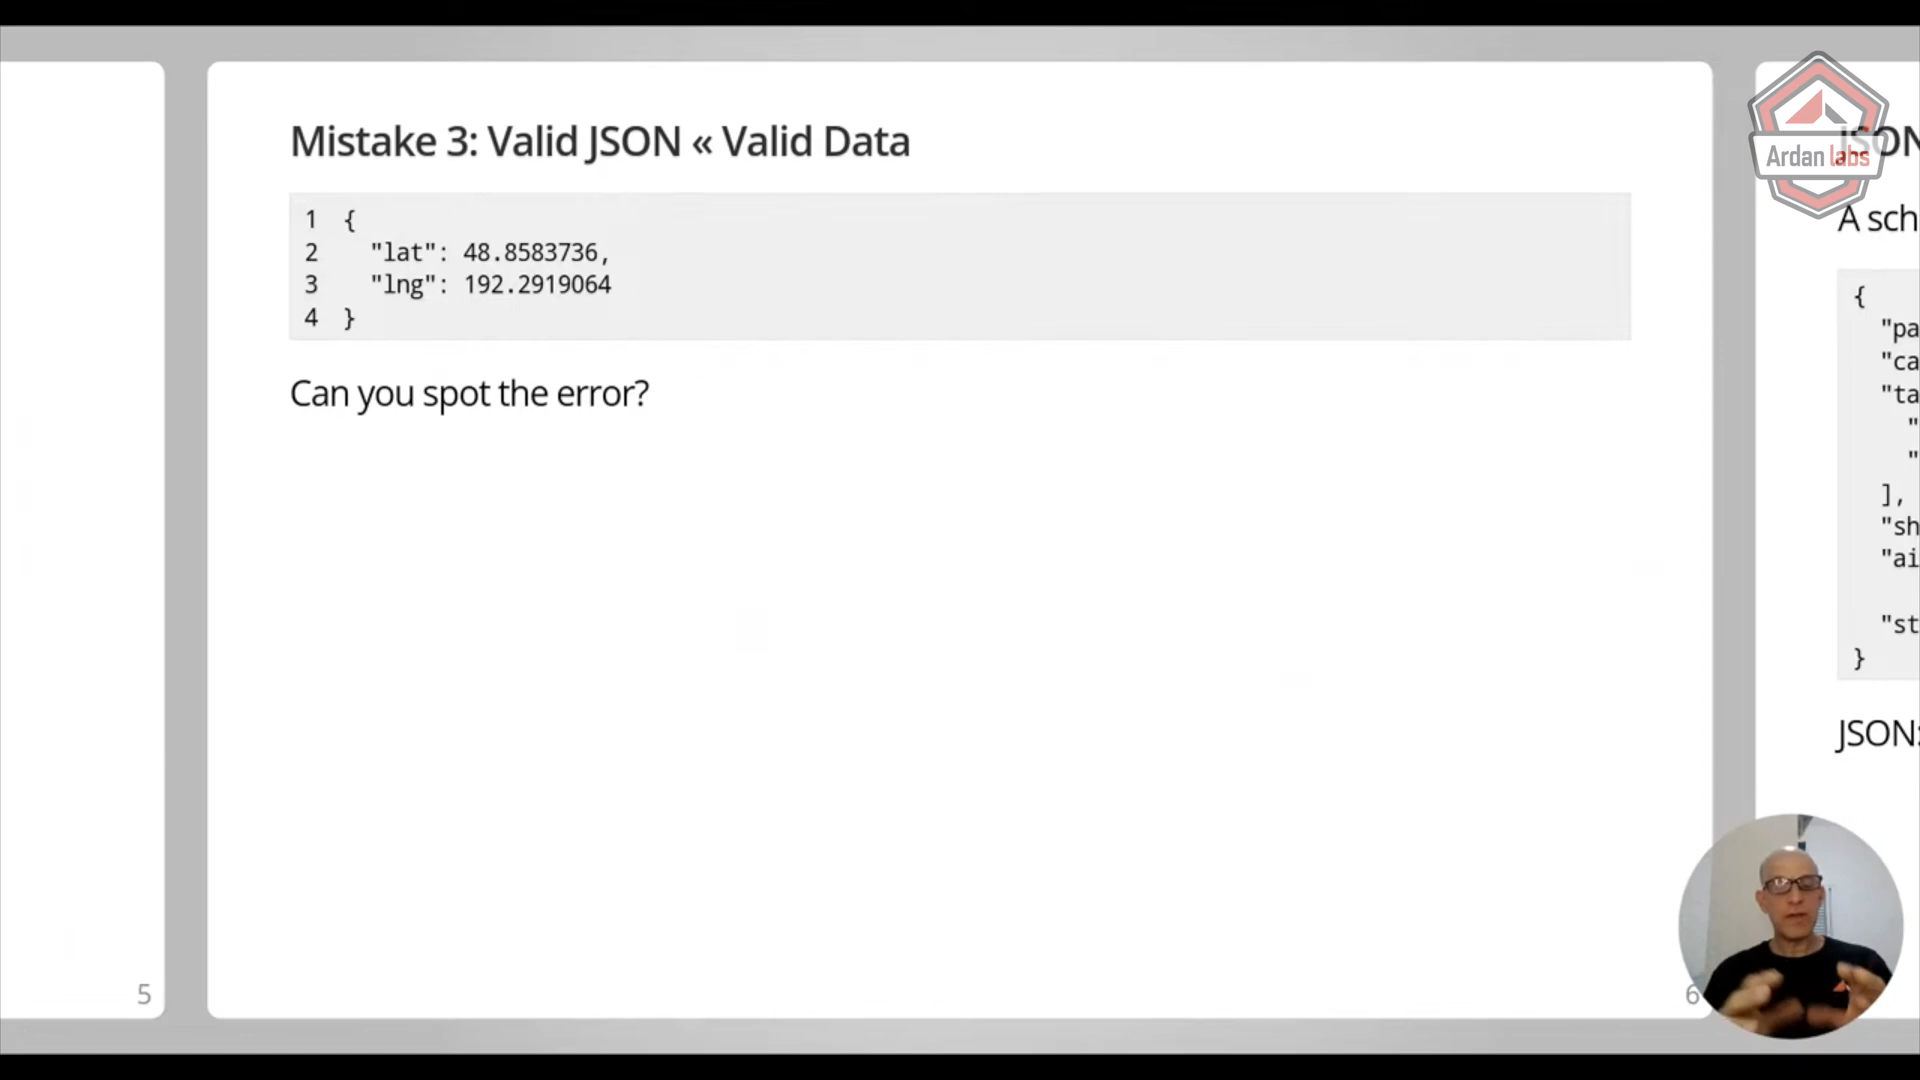 Mistake 3: Valid JSON « Valid Data
1 {
2 "lat": 48.8583736,
3 "lng": 192.2919064
4 }
Can you spot the error?
5
6
Ardan labs
JSON
A sch
{
"pa
"ca
"ta
"
"
],
"sh
"ai
"st
}
JSON: